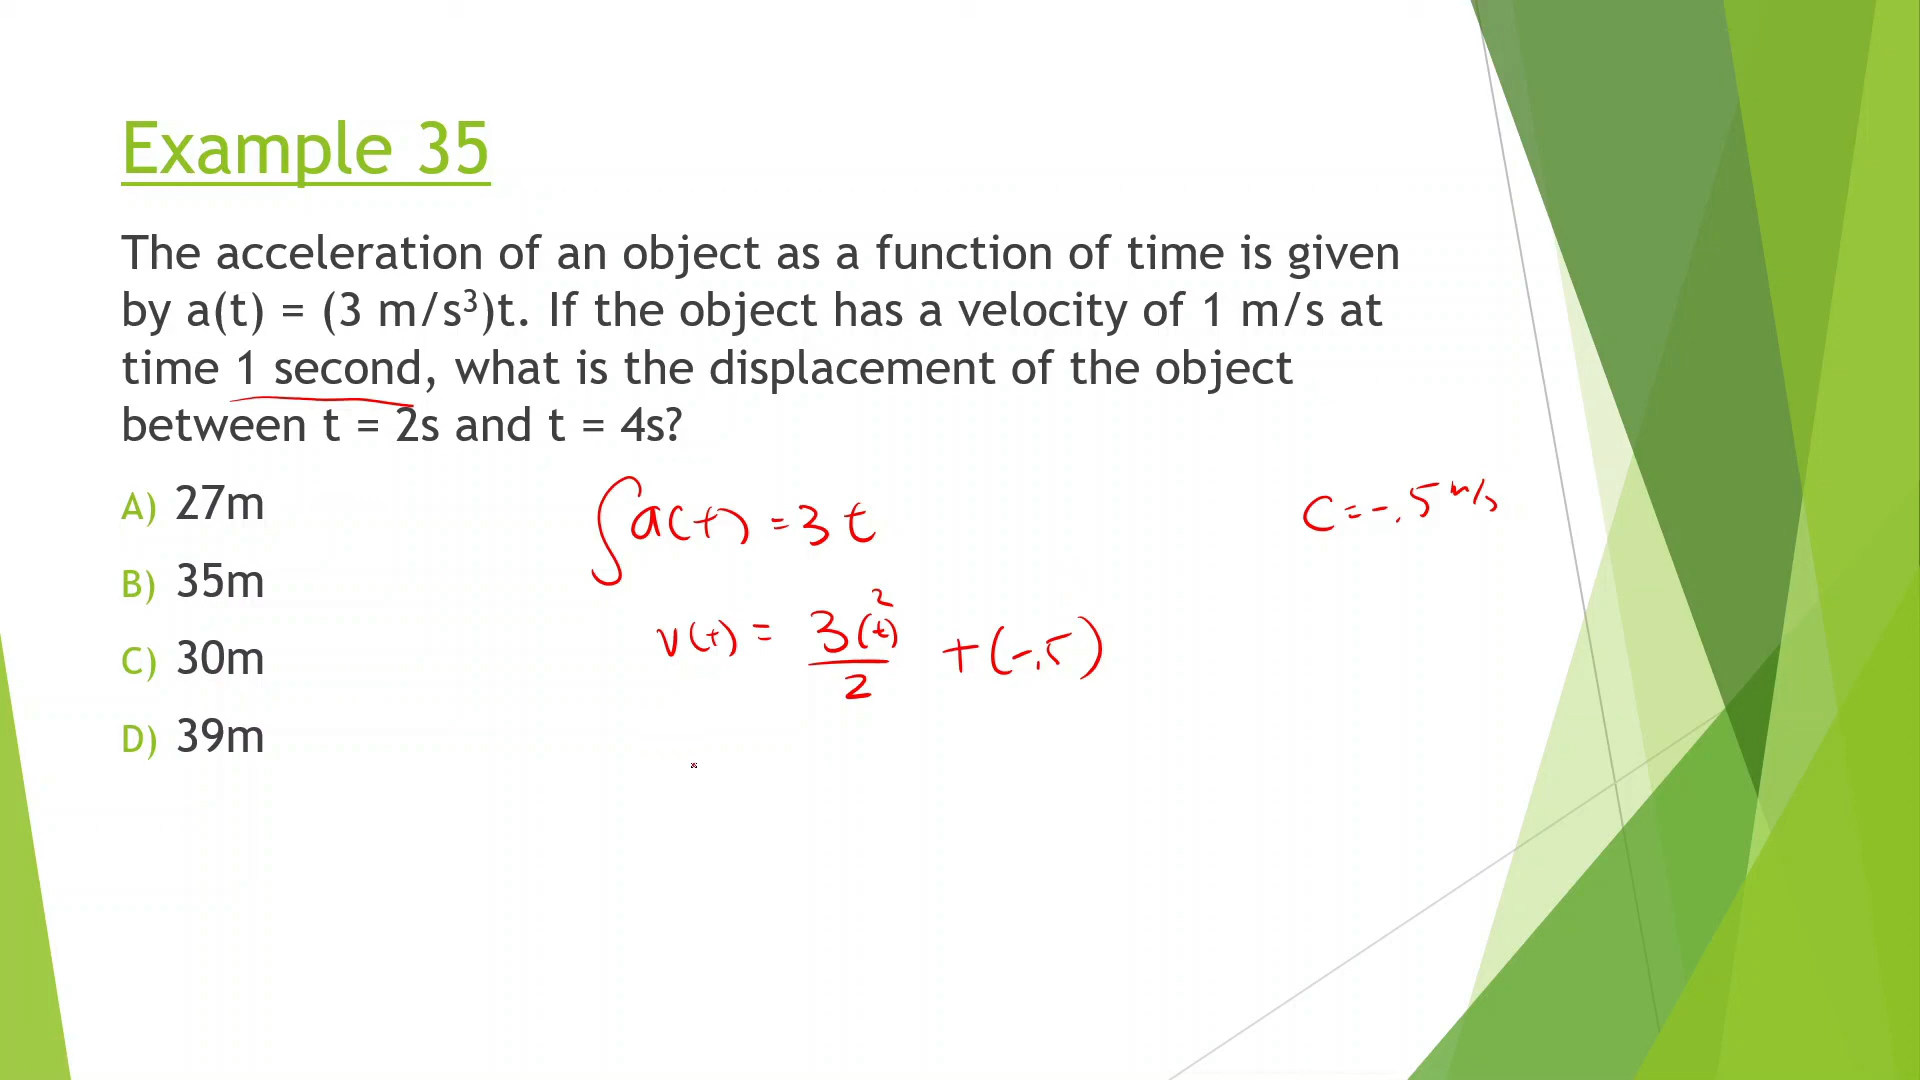 Example 35
The acceleration of an object as a function of time is given
by a(t) = (3 m/s³)t. If the object has a velocity of 1 m/s at
time 1 second, what is the displacement of the object
between t = 2s and t = 4s?
A) 27m
B) 35m
C) 30m
D) 39m
∫a(t) = 3t
C = -.5 m/s
v(t) = 3(t)²/2 + (-.5)